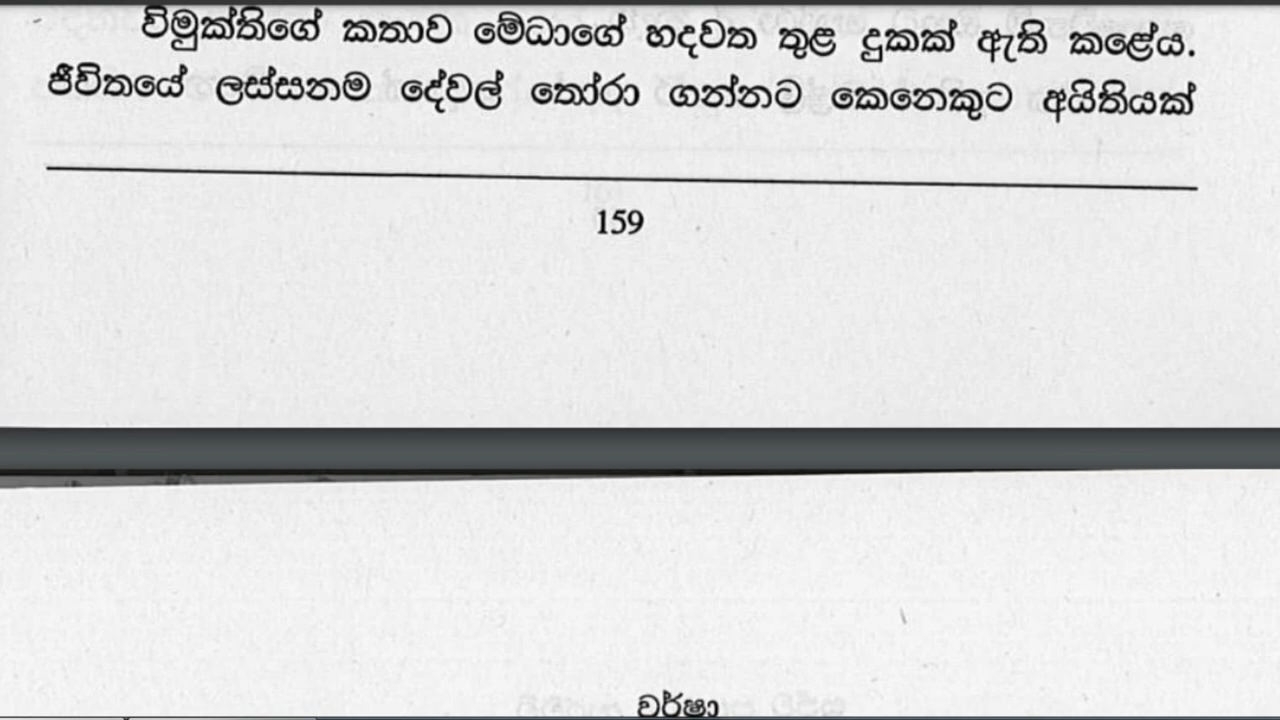 විමුක්තිගේ කතාව මේධාගේ හදවත තුළ දුකක් ඇති කළේය.
ජීවිතයේ ලස්සනම දේවල් තෝරා ගන්නට කෙනෙකුට අයිතියක්
159
වර්ෂා